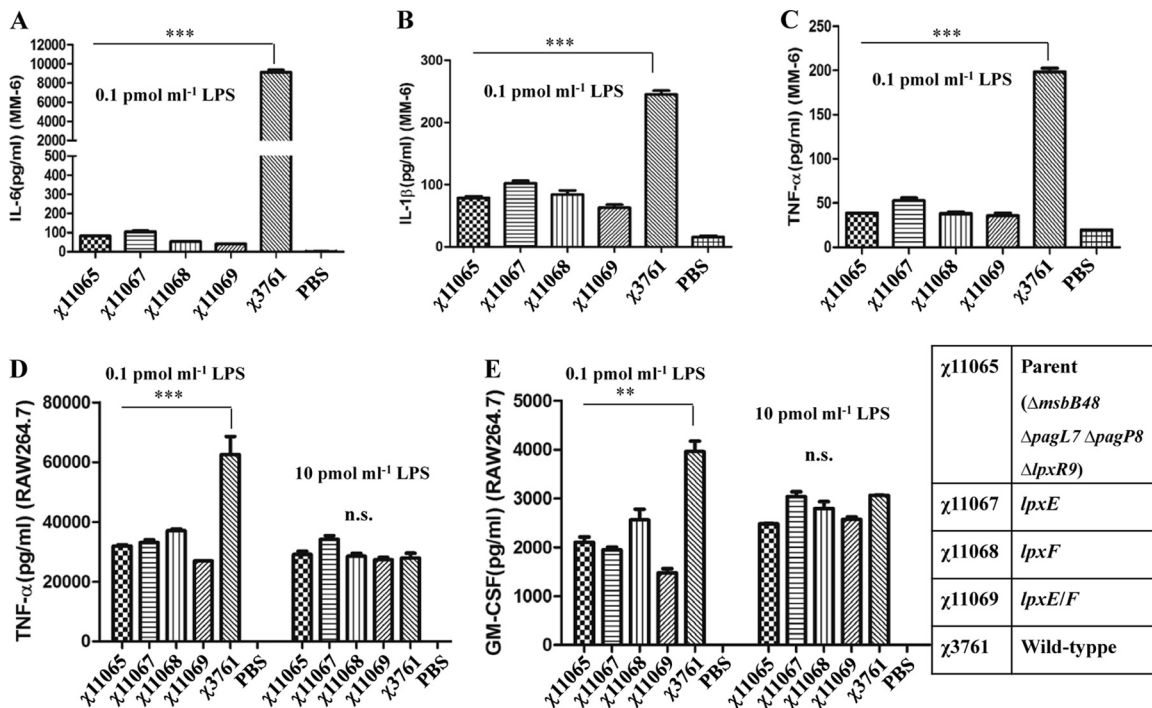 A
***
0.1 pmol ml⁻¹ LPS
IL-6(pg/ml) (MM-6)
12000
10000
8000
6000
4000
2000
500
400
300
200
100
0
χ11065
χ11067
χ11068
χ11069
χ3761
PBS
B
***
0.1 pmol ml⁻¹ LPS
IL-1β(pg/ml) (MM-6)
300
200
100
0
χ11065
χ11067
χ11068
χ11069
χ3761
PBS
C
***
0.1 pmol ml⁻¹ LPS
TNF-α(pg/ml) (MM-6)
250
200
150
100
50
0
χ11065
χ11067
χ11068
χ11069
χ3761
PBS
D
0.1 pmol ml⁻¹ LPS
***
10 pmol ml⁻¹ LPS
n.s.
TNF-α(pg/ml) (RAW264.7)
80000
60000
40000
20000
0
χ11065
χ11067
χ11068
χ11069
χ3761
PBS
χ11065
χ11067
χ11068
χ11069
χ3761
PBS
E
0.1 pmol ml⁻¹ LPS
**
10 pmol ml⁻¹ LPS
n.s.
GM-CSF(pg/ml) (RAW264.7)
5000
4000
3000
2000
1000
0
χ11065
χ11067
χ11068
χ11069
χ3761
PBS
χ11065
χ11067
χ11068
χ11069
χ3761
PBS
χ11065 Parent
(ΔmsbB48
ΔpagL7 ΔpagP8
ΔlpxR9)
χ11067 lpxE
χ11068 lpxF
χ11069 lpxE/F
χ3761 Wild-typpe